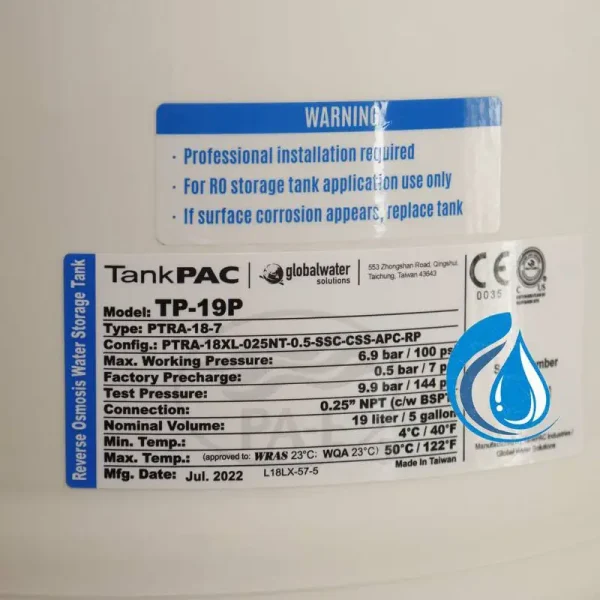 WARNING!
· Professional installation required
· For RO storage tank application use only
· If surface corrosion appears, replace tank
Reverse Osmosis Water Storage Tank
TankPAC
globalwater
solutions
553 Zhongshan Road, Qingshui,
Taichung, Taiwan 43643
CE
0035
C US
Model: TP-19P
Type: PTRA-18-7
Config.: PTRA-18XL-025NT-0.5-SSC-CSS-APC-RP
Max. Working Pressure: 6.9 bar / 100
Factory Precharge: 0.5 bar / 7
Test Pressure: 9.9 bar / 144
Connection: 0.25” NPT (c/w BSPT
Nominal Volume: 19 liter / 5 gallon
Min. Temp.: 4°C / 40°F
Max. Temp.: (approved to: WRAS 23°C; WQA 23°C) 50°C / 122°F
Mfg. Date: Jul. 2022 L18LX-57-5 Made in Taiwan
Industries /
Global Water Solutions